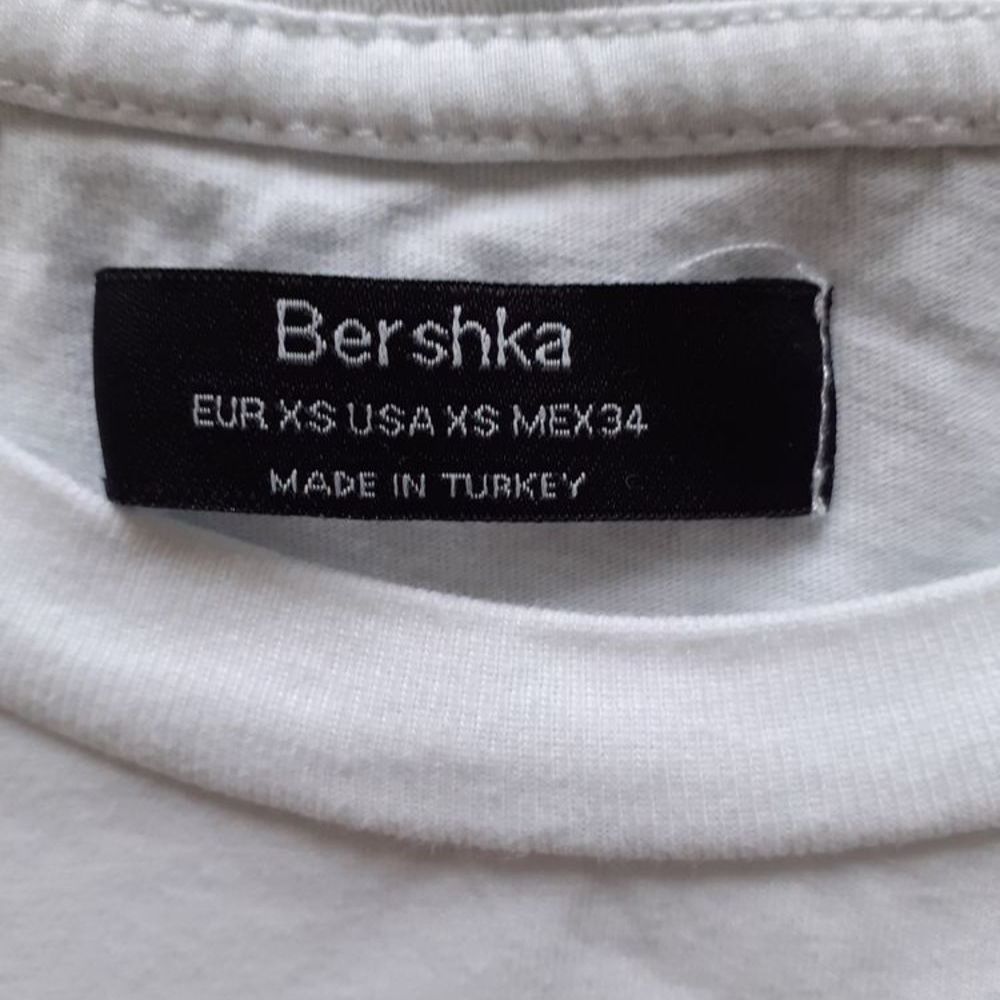 Bershka
EUR XS USA XS MEX 34
MADE IN TURKEY